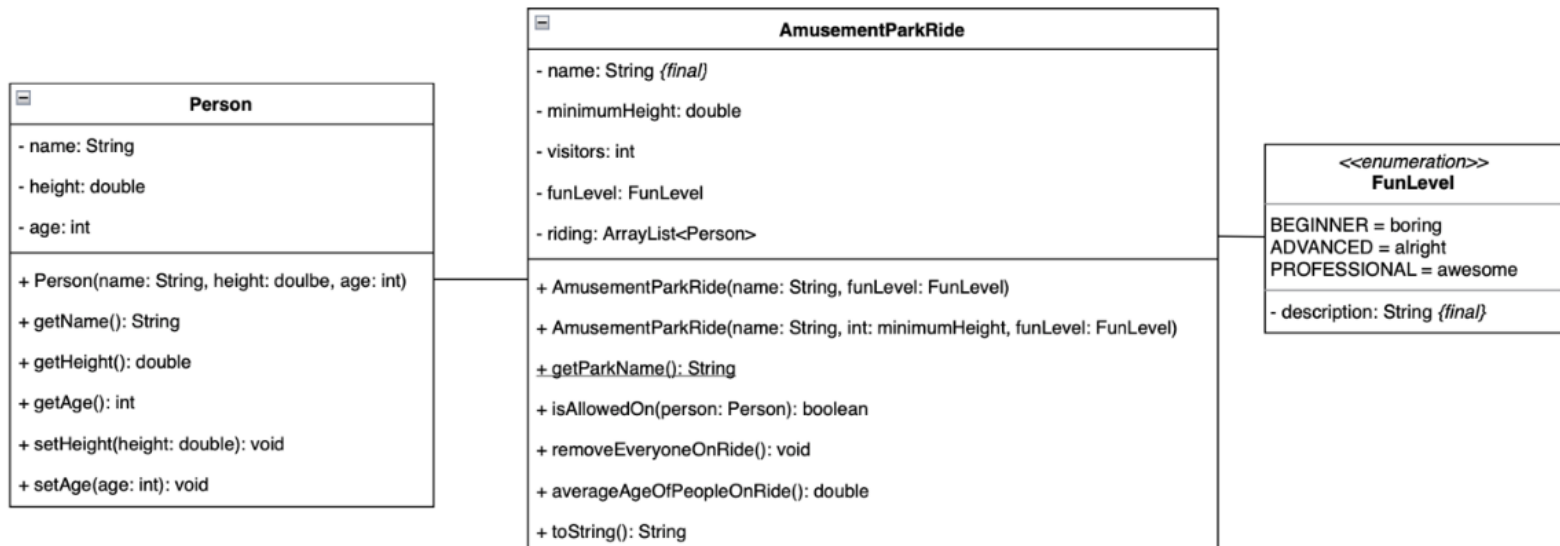 Person
- name: String
- height: double
- age: int
+ Person(name: String, height: doulbe, age: int)
+ getName(): String
+ getHeight(): double
+ getAge(): int
+ setHeight(height: double): void
+ setAge(age: int): void
AmusementParkRide
- name: String {final}
- minimumHeight: double
- visitors: int
- funLevel: FunLevel
- riding: ArrayList<Person>
+ AmusementParkRide(name: String, funLevel: FunLevel)
+ AmusementParkRide(name: String, int: minimumHeight, funLevel: FunLevel)
+ getParkName(): String
+ isAllowedOn(person: Person): boolean
+ removeEveryoneOnRide(): void
+ averageAgeOfPeopleOnRide(): double
+ toString(): String
<<enumeration>>
FunLevel
BEGINNER = boring
ADVANCED = alright
PROFESSIONAL = awesome
- description: String {final}